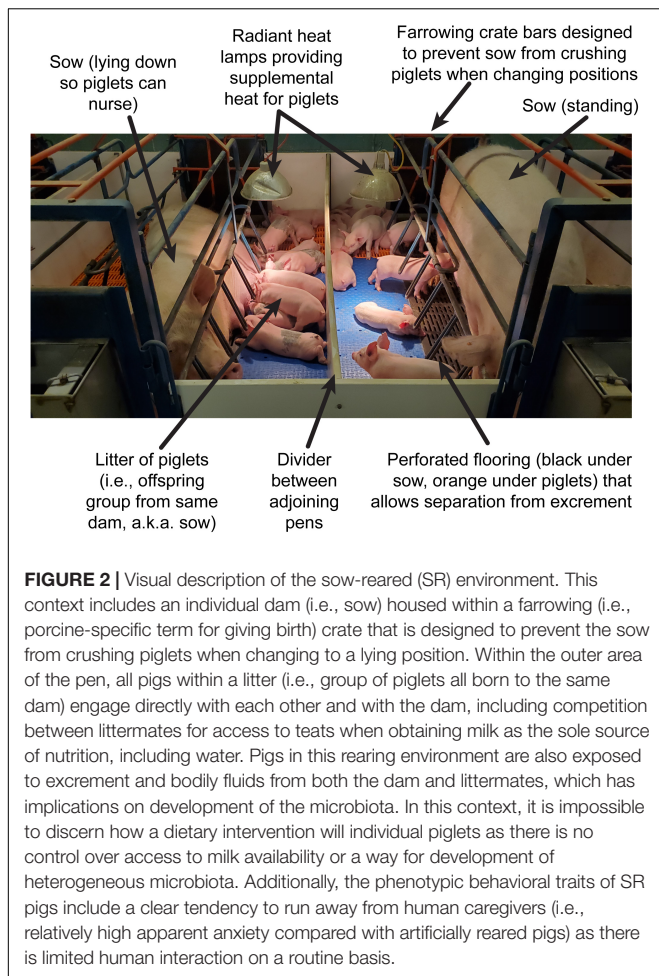 Sow (lying down
so piglets can
nurse)
Radiant heat
lamps providing
supplemental
heat for piglets
Farrowing crate bars designed
to prevent sow from crushing
piglets when changing positions
Sow (standing)
Litter of piglets
(i.e., offspring
group from same
dam, a.k.a. sow)
Divider
between
adjoining
pens
Perforated flooring (black under
sow, orange under piglets) that
allows separation from excrement
FIGURE 2 | Visual description of the sow-reared (SR) environment. This
context includes an individual dam (i.e., sow) housed within a farrowing (i.e.,
porcine-specific term for giving birth) crate that is designed to prevent the sow
from crushing piglets when changing to a lying position. Within the outer area
of the pen, all pigs within a litter (i.e., group of piglets all born to the same
dam) engage directly with each other and with the dam, including competition
between littermates for access to teats when obtaining milk as the sole source
of nutrition, including water. Pigs in this rearing environment are also exposed
to excrement and bodily fluids from both the dam and littermates, which has
implications on development of the microbiota. In this context, it is impossible
to discern how a dietary intervention will individual piglets as there is no
control over access to milk availability or a way for development of
heterogeneous microbiota. Additionally, the phenotypic behavioral traits of SR
pigs include a clear tendency to run away from human caregivers (i.e.,
relatively high apparent anxiety compared with artificially reared pigs) as there
is limited human interaction on a routine basis.